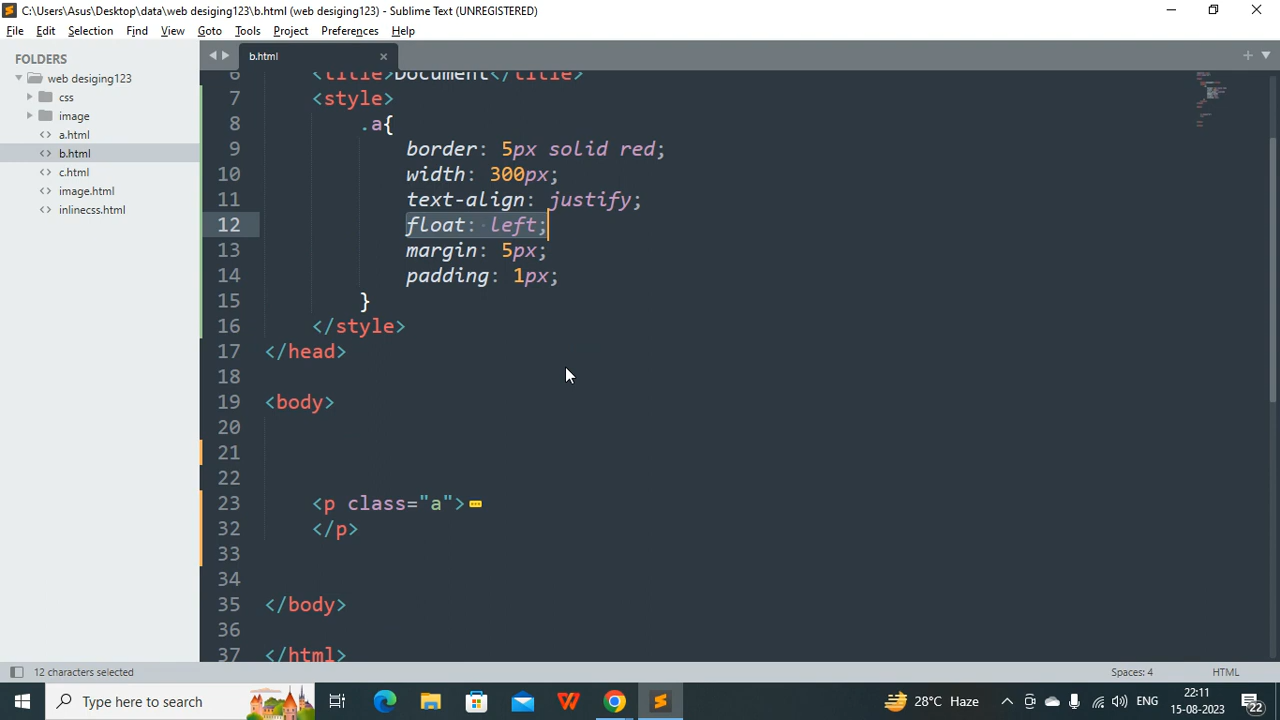 C:\Users\Asus\Desktop\data\web desiging123\b.html (web desiging123) - Sublime Text (UNREGISTERED)
File Edit Selection Find View Goto Tools Project Preferences Help
FOLDERS
web desiging123
css
image
a.html
b.html
c.html
image.html
inlinecss.html
b.html
6 <title>Document</title>
7 <style>
8 .a{
9 border: 5px solid red;
10 width: 300px;
11 text-align: justify;
12 float: left;
13 margin: 5px;
14 padding: 1px;
15 }
16 </style>
17 </head>
18
19 <body>
20
21
22
23 <p class="a">
32 </p>
33
34
35 </body>
36
37 </html>
12 characters selected
Spaces: 4
HTML
Type here to search
28°C Haze
ENG
22:11
15-08-2023
22